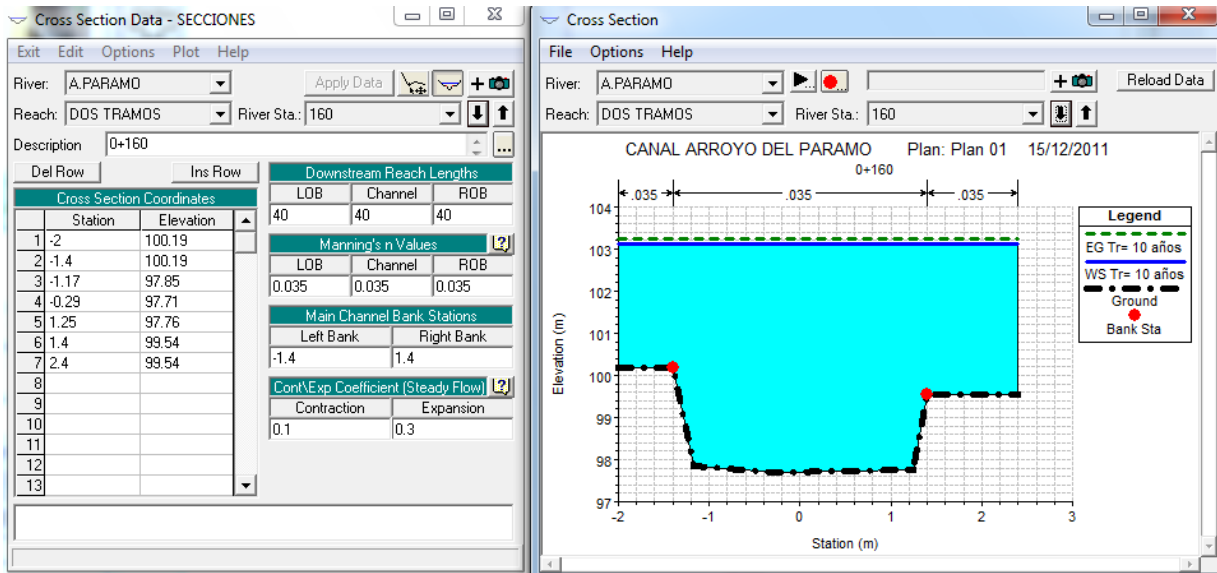 Cross Section Data - SECCIONES
Exit Edit Options Plot Help
River: A.PARAMO Apply Data
Reach: DOS TRAMOS River Sta.: 160
Description 0+160 ...
Del Row Ins Row
Cross Section Coordinates
Station Elevation
1 -2 100.19
2 -1.4 100.19
3 -1.17 97.85
4 -0.29 97.71
5 1.25 97.76
6 1.4 99.54
7 2.4 99.54
8
9
10
11
12
13
Downstream Reach Lengths
LOB Channel ROB
40 40 40
Manning's n Values
LOB Channel ROB
0.035 0.035 0.035
Main Channel Bank Stations
Left Bank Right Bank
-1.4 1.4
Cont\Exp Coefficient (Steady Flow)
Contraction Expansion
0.1 0.3
Cross Section
File Options Help
River: A.PARAMO Reload Data
Reach: DOS TRAMOS River Sta.: 160
CANAL ARROYO DEL PARAMO Plan: Plan 01 15/12/2011
0+160
.035 .035 .035
104
103
102
101
100
99
98
97
Elevation (m)
-2 -1 0 1 2 3
Station (m)
Legend
EG Tr= 10 años
WS Tr= 10 años
Ground
Bank Sta